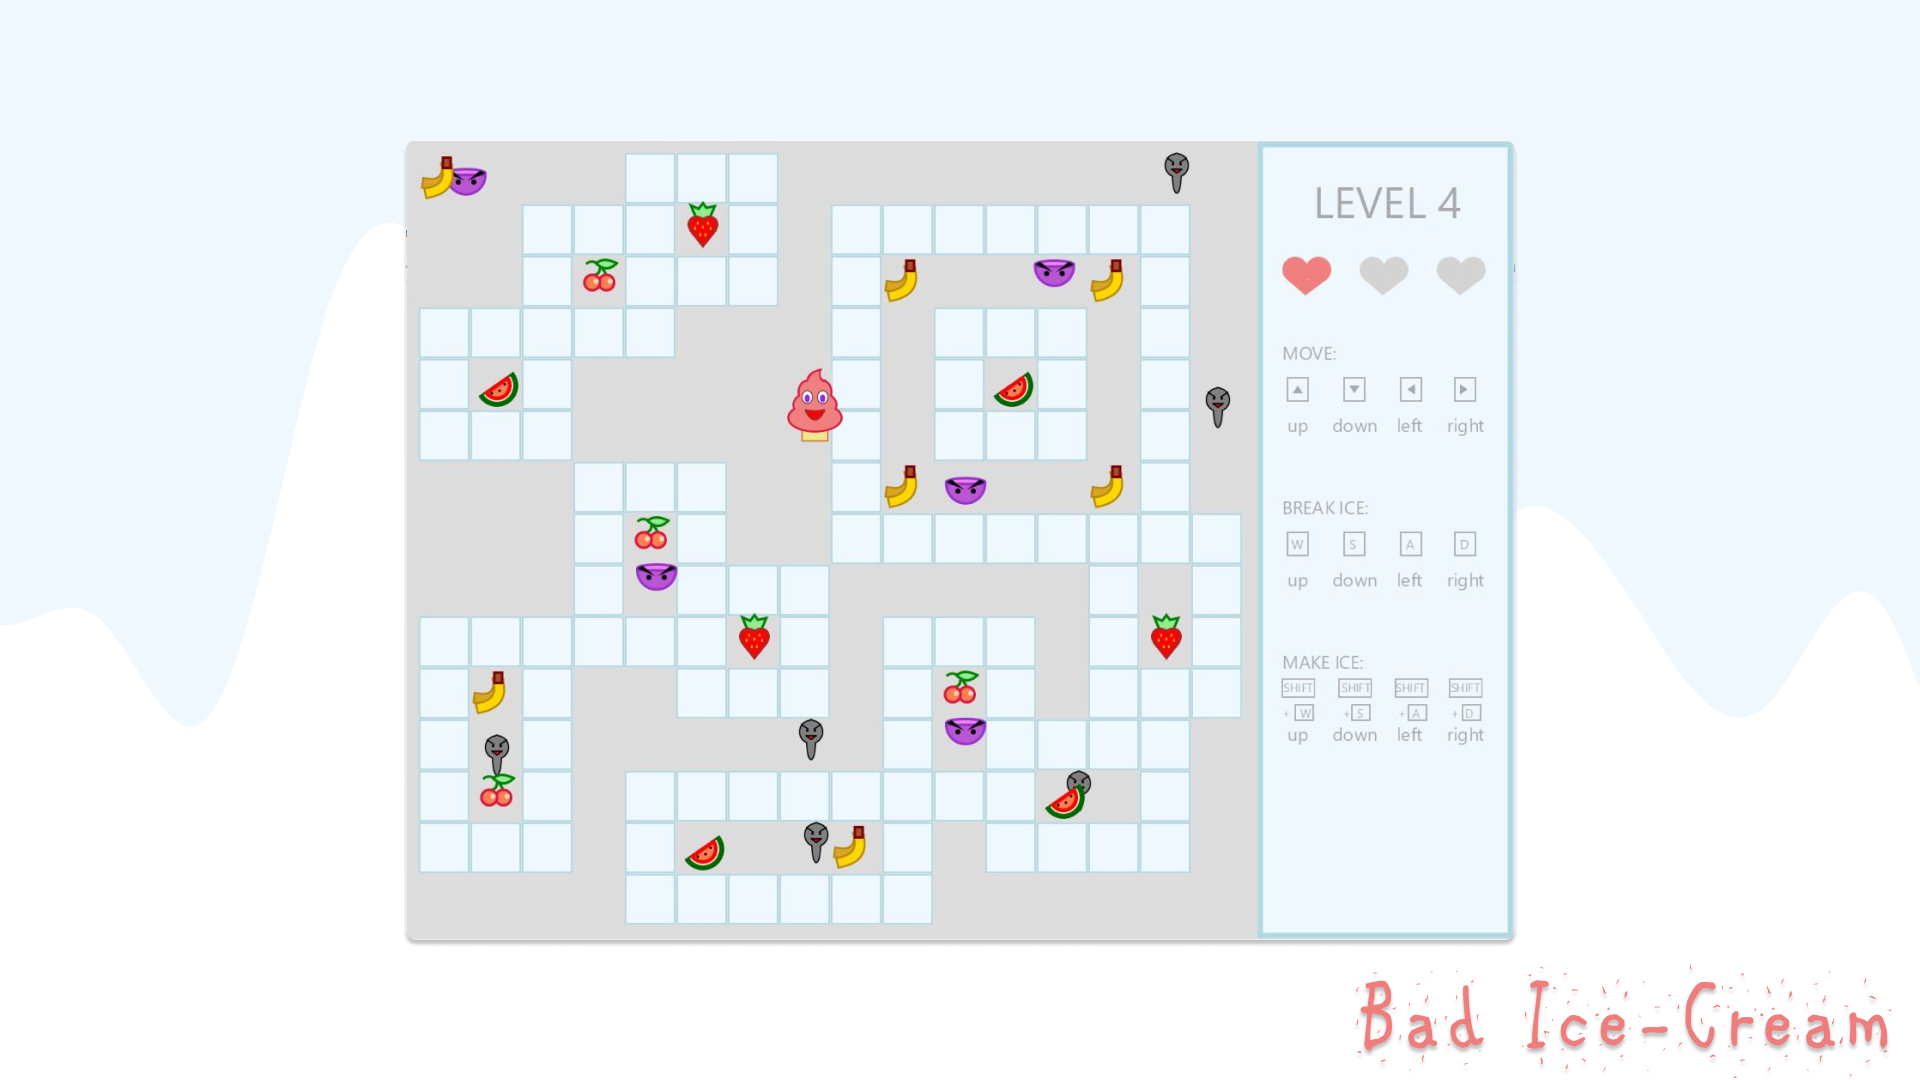 LEVEL 4
MOVE:
up down left right
BREAK ICE:
W S A D
up down left right
MAKE ICE:
SHIFT SHIFT SHIFT SHIFT
+ W + S + A + D
up down left right
Bad Ice-Cream